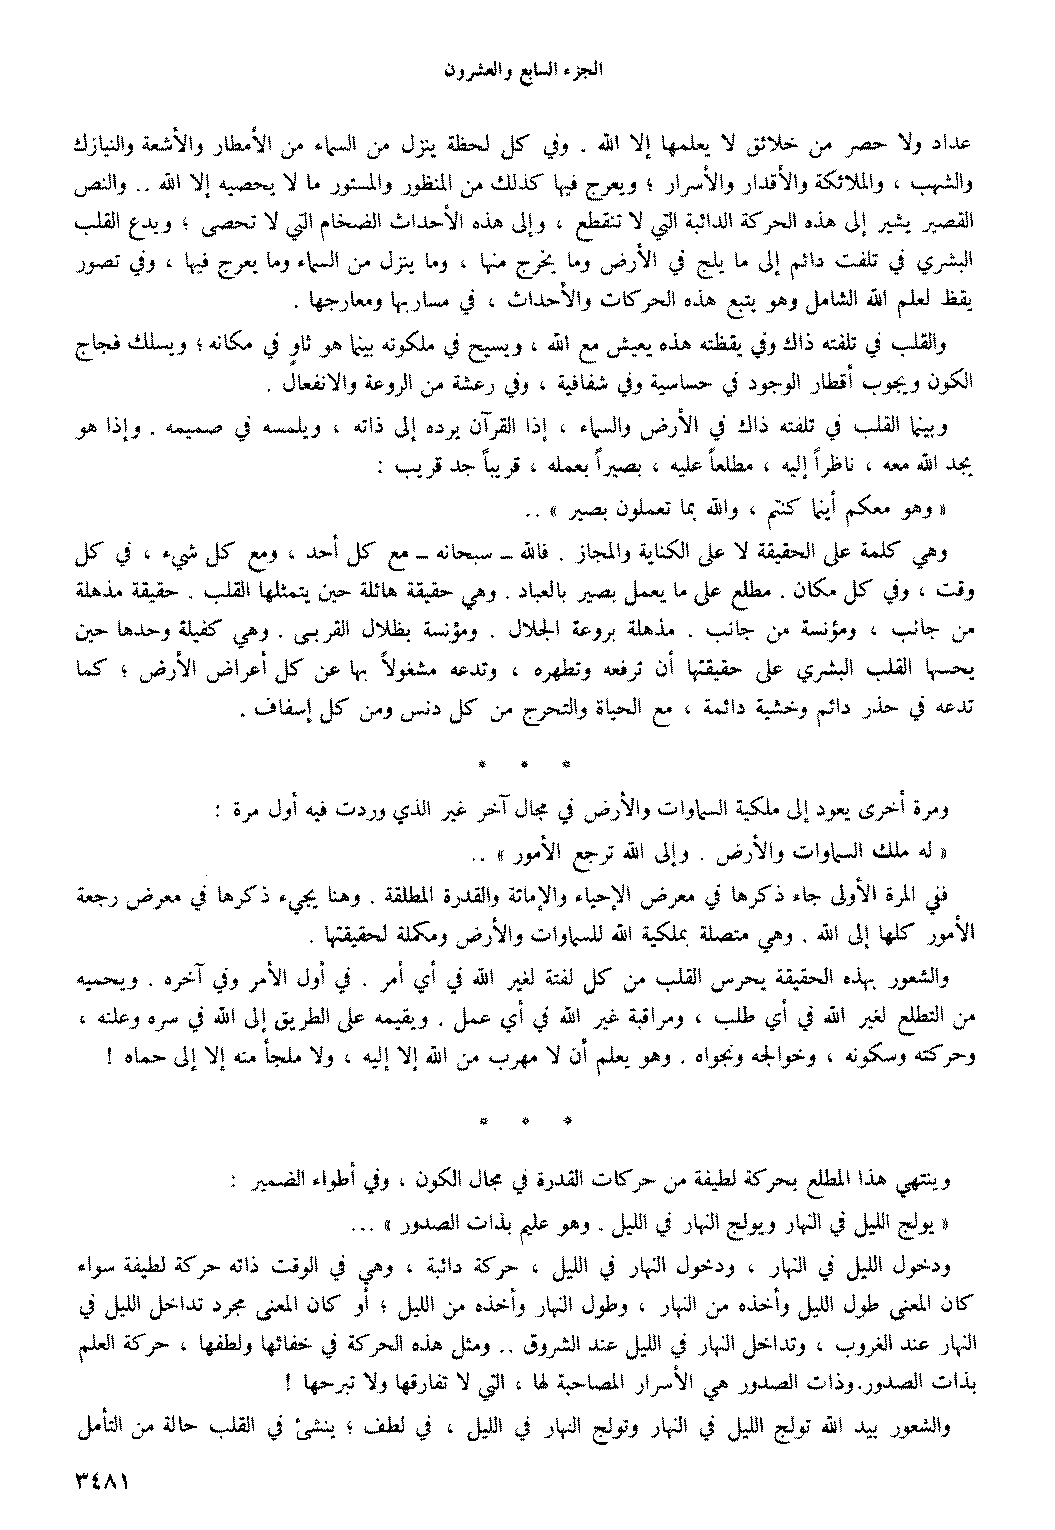 الجزء السابع والعشرون
عداد ولا حصر من خلائق لا يعلمها إلا الله . وفي كل لحظة ينزل من السماء من الأمطار والأشعة والنيازك
والشهب ، والملائكة والأقدار والأسرار ؛ ويعرج فيها كذلك من المنظور والمستور ما لا يحصيه إلا الله .. والنص
القصير يشير إلى هذه الحركة الدائبة التي لا تنقطع ، وإلى هذه الأحداث الضخام التي لا تحصى ؛ ويدع القلب
البشري في تلفت دائم إلى ما يلج في الأرض وما يخرج منها ، وما ينزل من السماء وما يعرج فيها ، وفي تصور
يقظ لعلم الله الشامل وهو يتبع هذه الحركات والأحداث ، في مساربها ومعارجها .
والقلب في تلفته ذاك وفي يقظته هذه يعيش مع الله ، ويسيح في ملكوته بينما هو ثاوٍ في مكانه ؛ ويسلك فجاج
الكون ويجوب أقطار الوجود في حساسية وفي شفافية ، وفي رعشة من الروعة والانفعال .
وبينما القلب في تلفته ذاك في الأرض والسماء ، إذا القرآن يرده إلى ذاته ، ويلمسه في صميمه . وإذا هو
يجد الله معه ، ناظراً إليه ، مطلعاً عليه ، بصيراً بعمله ، قريباً جد قريب :
« وهو معكم أينما كنتم ، والله بما تعملون بصير » ..
وهي كلمة على الحقيقة لا على الكناية والمجاز . فالله – سبحانه – مع كل أحد ، ومع كل شيء ، في كل
وقت ، وفي كل مكان . مطلع على ما يعمل بصير بالعباد . وهي حقيقة هائلة حين يتمثلها القلب . حقيقة مذهلة
من جانب ، ومؤنسة من جانب . مذهلة بروعة الجلال . ومؤنسة بظلال القربى . وهي كفيلة وحدها حين
يحسها القلب البشري على حقيقتها أن ترفعه وتطهره ، وتدعه مشغولاً بها عن كل أعراض الأرض ؛ كما
تدعه في حذر دائم وخشية دائمة ، مع الحياة والتحرج من كل دنس ومن كل إسفاف .
* * *
ومرة أخرى يعود إلى ملكية السماوات والأرض في مجال آخر غير الذي وردت فيه أول مرة :
« له ملك السماوات والأرض . وإلى الله ترجع الأمور » ..
ففي المرة الأولى جاء ذكرها في معرض الإحياء والإماتة والقدرة المطلقة . وهنا يجيء ذكرها في معرض رجعة
الأمور كلها إلى الله . وهي متصلة بملكية الله للسماوات والأرض ومكملة لحقيقتها .
والشعور بهذه الحقيقة يحرس القلب من كل لفتة لغير الله في أي أمر . في أول الأمر وفي آخره . ويحميه
من التطلع لغير الله في أي طلب ، ومراقبة غير الله في أي عمل . ويقيمه على الطريق إلى الله في سره وعلنه ،
وحركته وسكونه ، وخوالجه ونجواه . وهو يعلم أن لا مهرب من الله إلا إليه ، ولا ملجأ منه إلا إلى حماه !
* * *
وينتهي هذا المطلع بحركة لطيفة من حركات القدرة في مجال الكون ، وفي أطواء الضمير :
« يولج الليل في النهار ويولج النهار في الليل . وهو عليم بذات الصدور » ...
ودخول الليل في النهار ، ودخول النهار في الليل ، حركة دائبة ، وهي في الوقت ذاته حركة لطيفة سواء
كان المعنى طول الليل وأخذه من النهار ، وطول النهار وأخذه من الليل ؛ أو كان المعنى مجرد تداخل الليل في
النهار عند الغروب ، وتداخل النهار في الليل عند الشروق .. ومثل هذه الحركة في خفائها ولطفها ، حركة العلم
بذات الصدور.وذات الصدور هي الأسرار المصاحبة لها ، التي لا تفارقها ولا تبرحها !
والشعور بيد الله تولج الليل في النهار وتولج النهار في الليل ، في لطف ؛ ينشئ في القلب حالة من التأمل
٣٤٨١